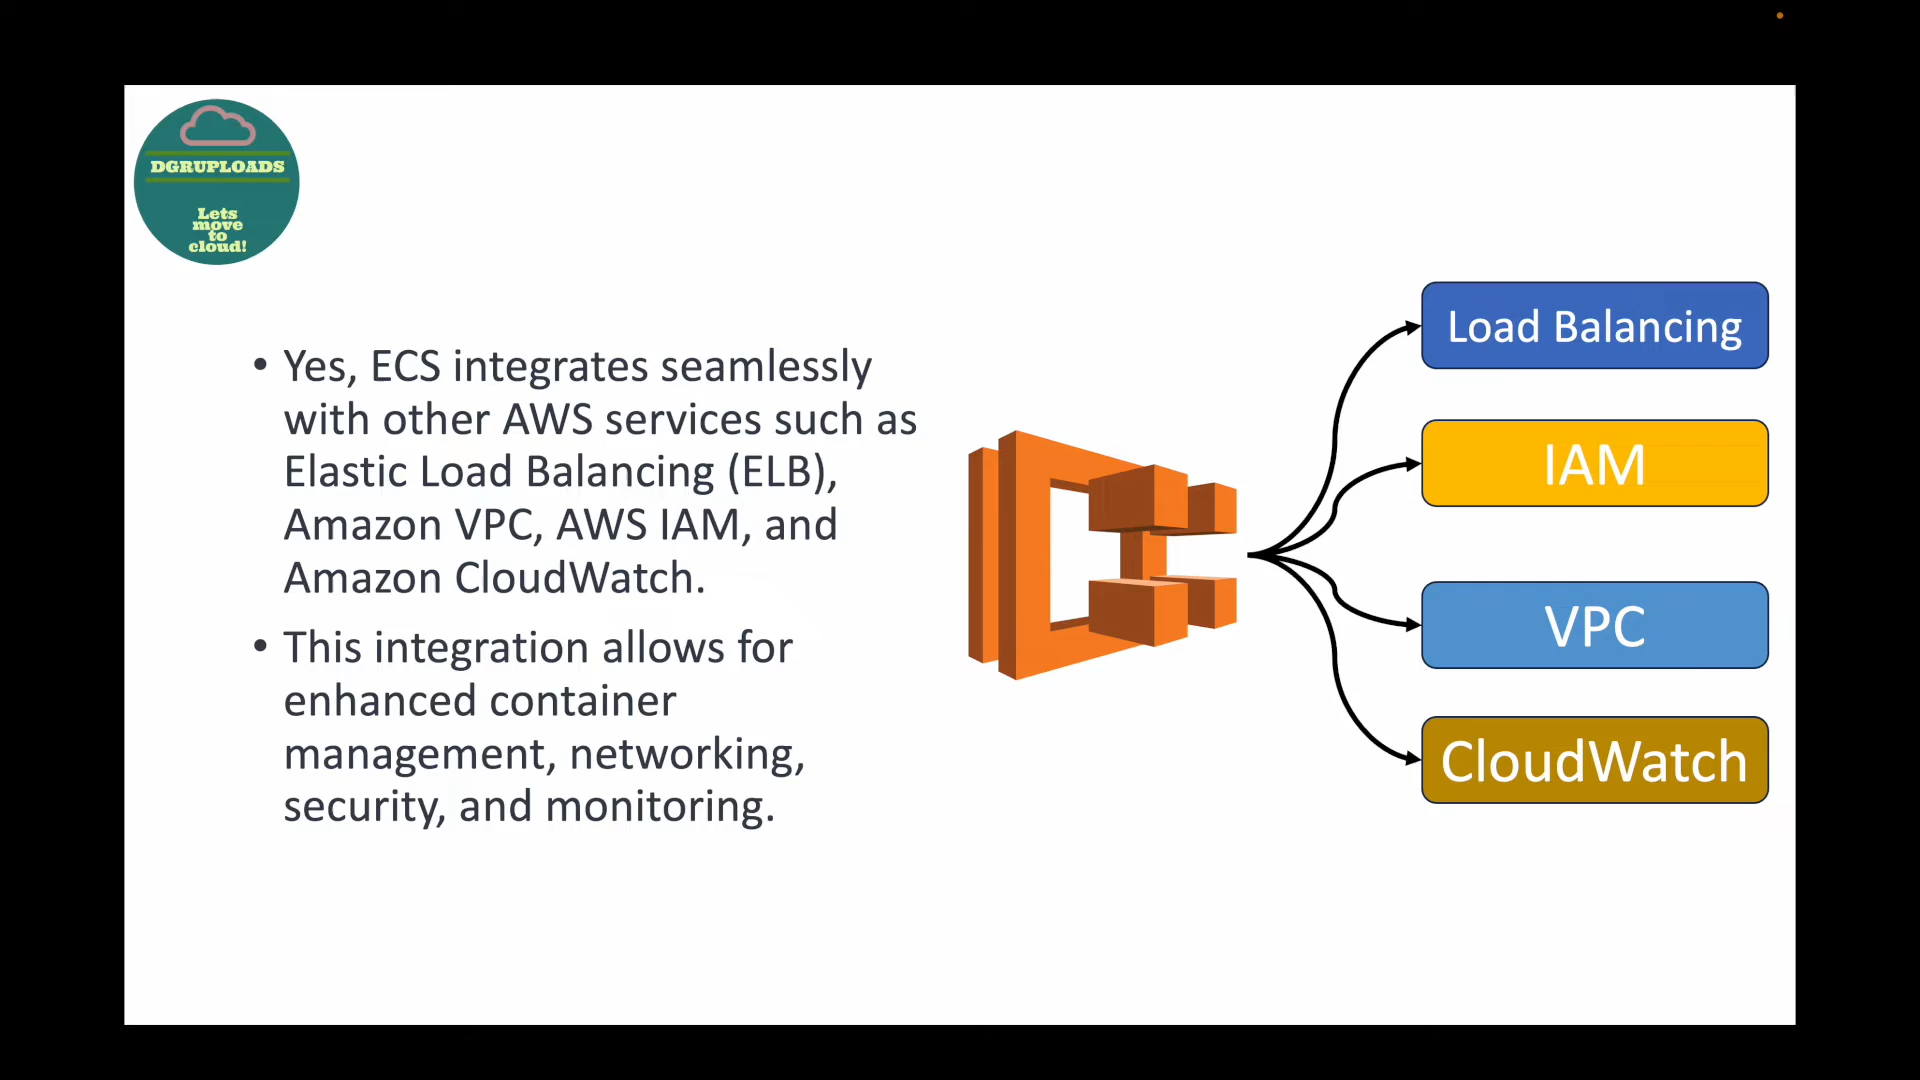 DGRUPLOADS
Lets
move
to
cloud!
• Yes, ECS integrates seamlessly
with other AWS services such as
Elastic Load Balancing (ELB),
Amazon VPC, AWS IAM, and
Amazon CloudWatch.
• This integration allows for
enhanced container
management, networking,
security, and monitoring.
Load Balancing
IAM
VPC
CloudWatch